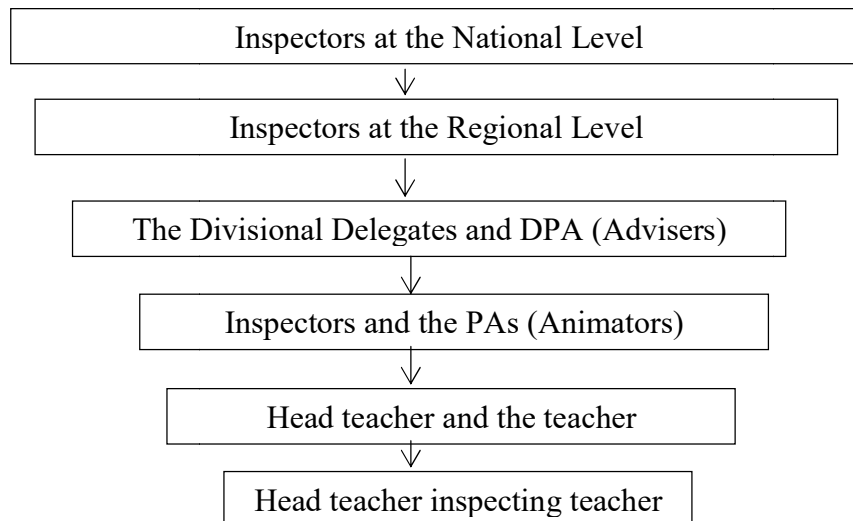 Inspectors at the National Level
Inspectors at the Regional Level
The Divisional Delegates and DPA (Advisers)
Inspectors and the PAs (Animators)
Head teacher and the teacher
Head teacher inspecting teacher